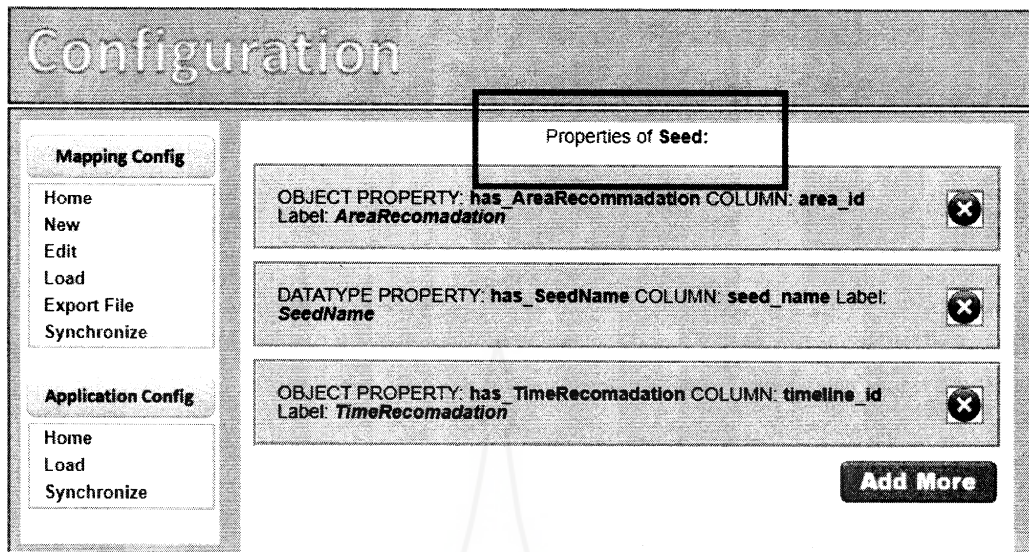 Configuration
Mapping Config
Home
New
Edit
Load
Export File
Synchronize
Application Config
Home
Load
Synchronize
Properties of Seed:
OBJECT PROPERTY: has_AreaRecommadation COLUMN: area_id
Label: AreaRecomadation
DATATYPE PROPERTY: has_SeedName COLUMN: seed_name Label:
SeedName
OBJECT PROPERTY: has_TimeRecomadation COLUMN: timeline_id
Label: TimeRecomadation
Add More